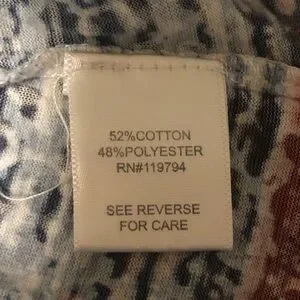 52%COTTON
48%POLYESTER
RN#119794
SEE REVERSE
FOR CARE